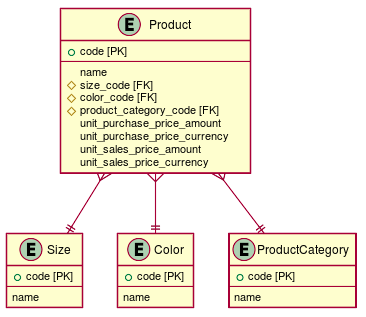 E Product
code [PK]
name
size_code [FK]
color_code [FK]
product_category_code [FK]
unit_purchase_price_amount
unit_purchase_price_currency
unit_sales_price_amount
unit_sales_price_currency
E Size
code [PK]
name
E Color
code [PK]
name
E ProductCategory
code [PK]
name